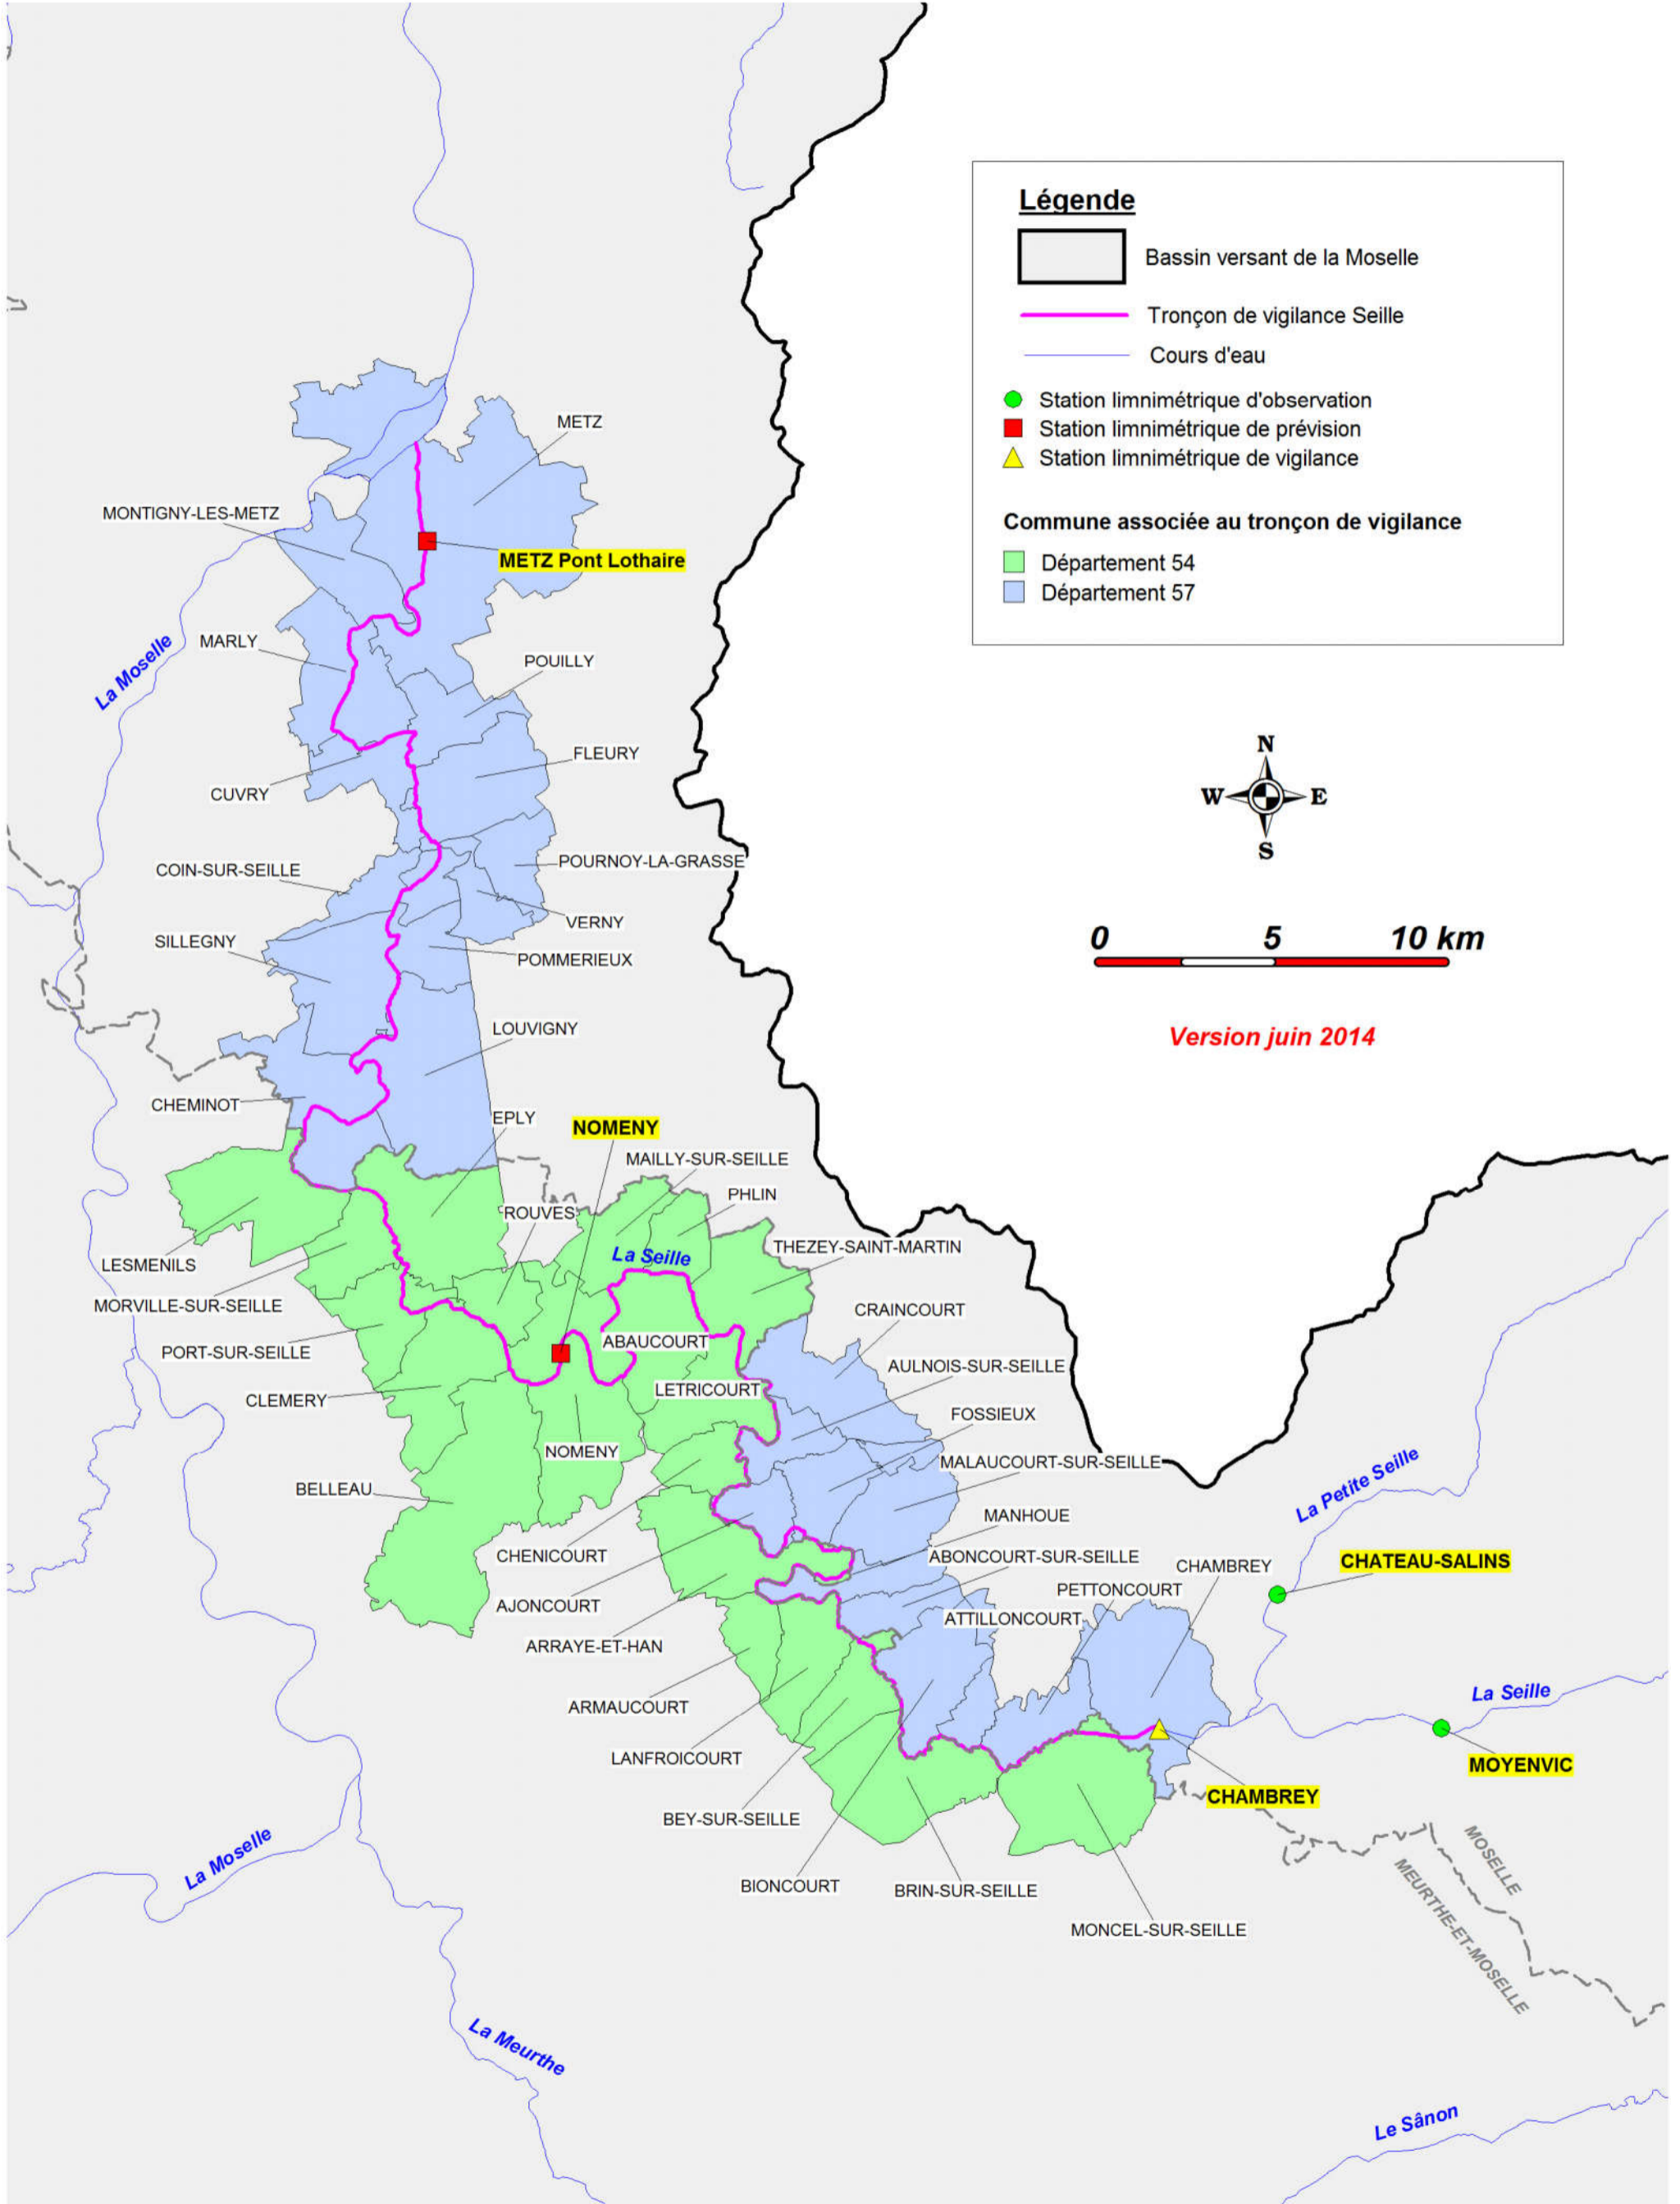 Légende
Bassin versant de la Moselle
Tronçon de vigilance Seille
Cours d'eau
Station limnimétrique d'observation
Station limnimétrique de prévision
Station limnimétrique de vigilance
Commune associée au tronçon de vigilance
Département 54
Département 57
METZ
MONTIGNY-LES-METZ
METZ Pont Lothaire
MARLY
La Moselle
POUILLY
FLEURY
CUVRY
N
W
E
S
COIN-SUR-SEILLE
POURNOY-LA-GRASSE
VERNY
SILLEGNY
POMMERIEUX
0 5 10 km
LOUVIGNY
Version juin 2014
CHEMINOT
EPLY
NOMENY
MAILLY-SUR-SEILLE
PHLIN
ROUVES
La Seille
THEZEY-SAINT-MARTIN
LESMENILS
MORVILLE-SUR-SEILLE
CRAINCOURT
ABAUCOURT
PORT-SUR-SEILLE
AULNOIS-SUR-SEILLE
CLEMERY
LETRICOURT
FOSSIEUX
NOMENY
MALAUCOURT-SUR-SEILLE
BELLEAU
La Petite Seille
MANHOUE
CHENICOURT
ABONCOURT-SUR-SEILLE
CHAMBREY
CHATEAU-SALINS
PETTONCOURT
AJONCOURT
ATTILLONCOURT
ARRAYE-ET-HAN
ARMAUCOURT
La Seille
LANFROICOURT
MOYENVIC
CHAMBREY
BEY-SUR-SEILLE
La Moselle
MOSELLE
MEURTHE-ET-MOSELLE
BIONCOURT
BRIN-SUR-SEILLE
MONCEL-SUR-SEILLE
La Meurthe
Le Sânon